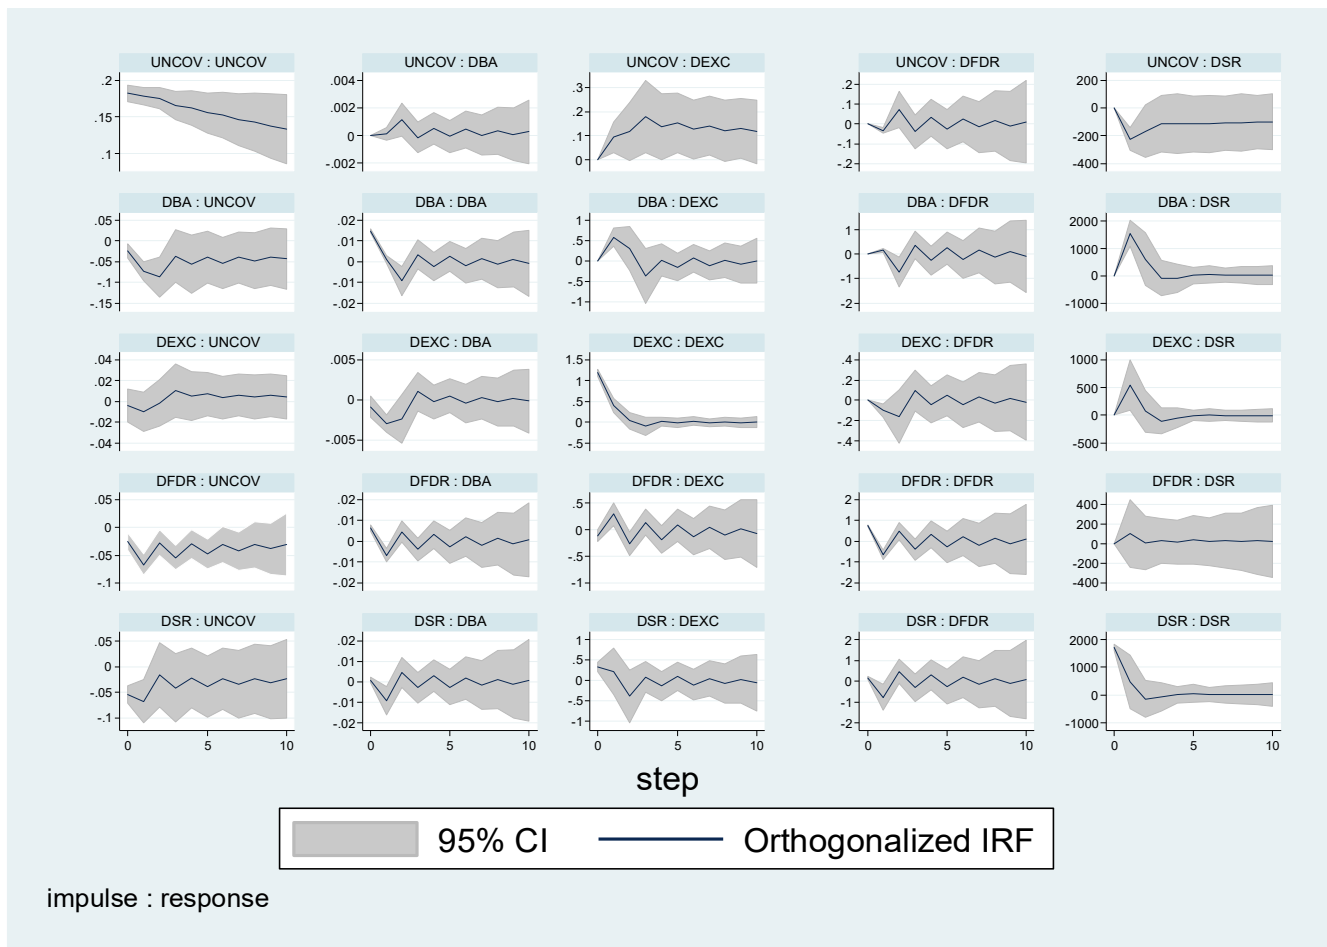 UNCOV : UNCOV UNCOV : DBA UNCOV : DEXC UNCOV : DFDR UNCOV : DSR
.2 .004 .3 .2 200
.15 .002 .2 .1 0
.1 0 .1 0 -200
-.002 0 -.1 -400
-.2
DBA : UNCOV DBA : DBA DBA : DEXC DBA : DFDR DBA : DSR
.05 .02 1 1 2000
0 .01 .5 0 1000
-.05 0 0 -1 0
-.1 -.01 -.5 -2 -1000
-.15 -.02 -1
DEXC : UNCOV DEXC : DBA DEXC : DEXC DEXC : DFDR DEXC : DSR
.04 .005 1.5 .4 1000
.02 0 1 .2 500
0 -.005 .5 0 0
-.02 0 -.2 -500
-.04 -.5 -.4
DFDR : UNCOV DFDR : DBA DFDR : DEXC DFDR : DFDR DFDR : DSR
.05 .02 .5 2 400
0 .01 0 1 200
-.05 0 -.5 0 0
-.1 -.01 -1 -1 -200
-.02 -2 -400
DSR : UNCOV DSR : DBA DSR : DEXC DSR : DFDR DSR : DSR
.05 .02 1 2 2000
0 .01 .5 1 1000
-.05 0 0 0 0
-.1 -.01 -.5 -1 -1000
-.02 -1 -2
0 5 10 0 5 10 0 5 10 0 5 10 0 5 10
step
95% CI Orthogonalized IRF
impulse : response